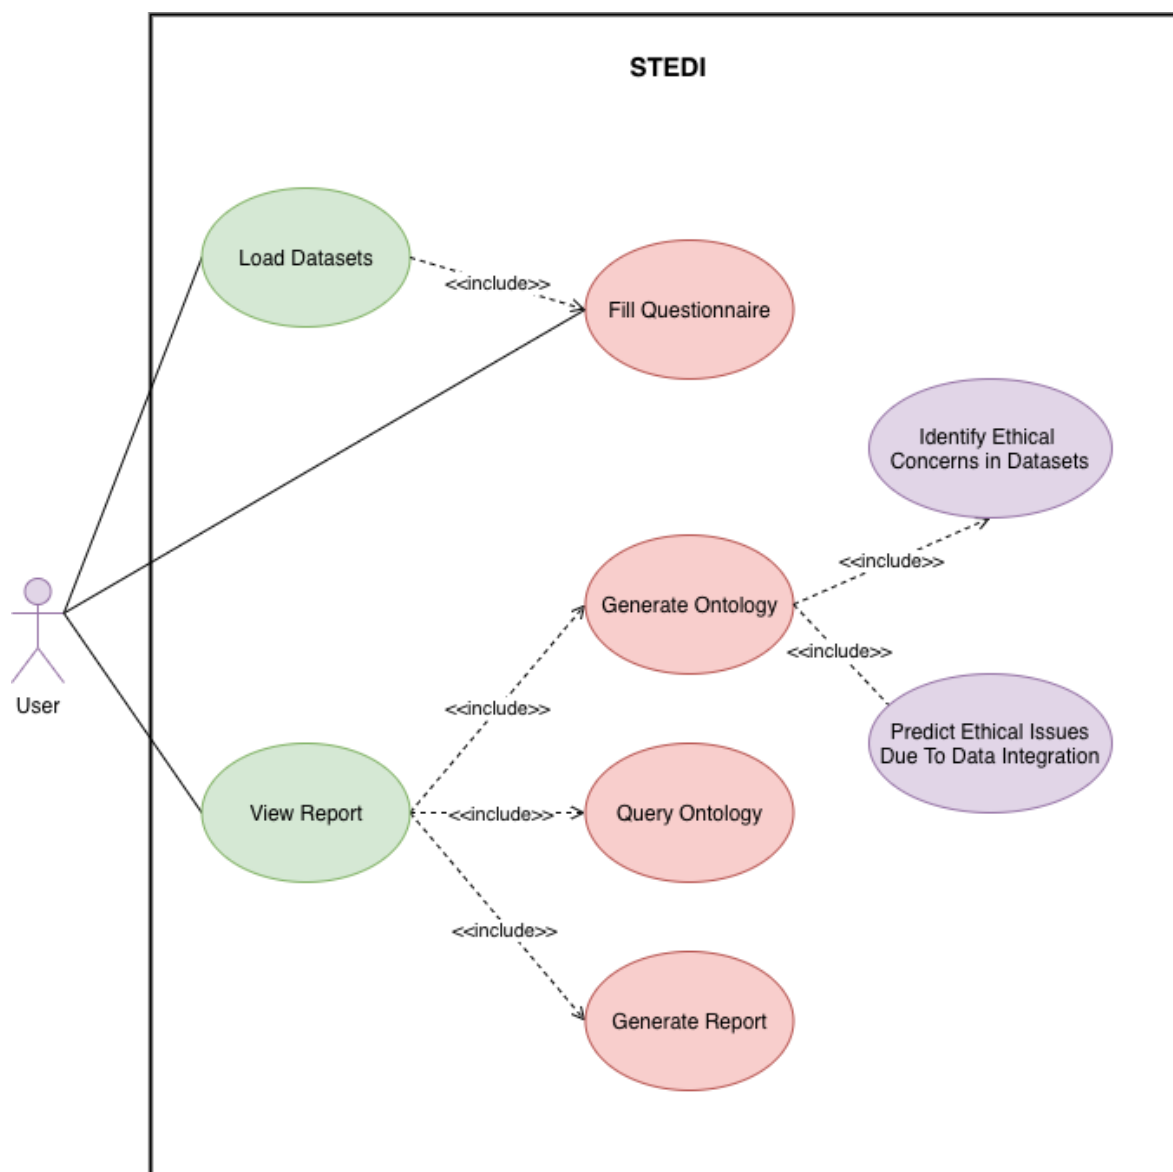 STEDI
Load Datasets
<<include>>
Fill Questionnaire
Identify Ethical
Concerns in Datasets
<<include>>
Generate Ontology
<<include>>
User
<<include>>
Predict Ethical Issues
Due To Data Integration
View Report
<<include>>
Query Ontology
<<include>>
Generate Report